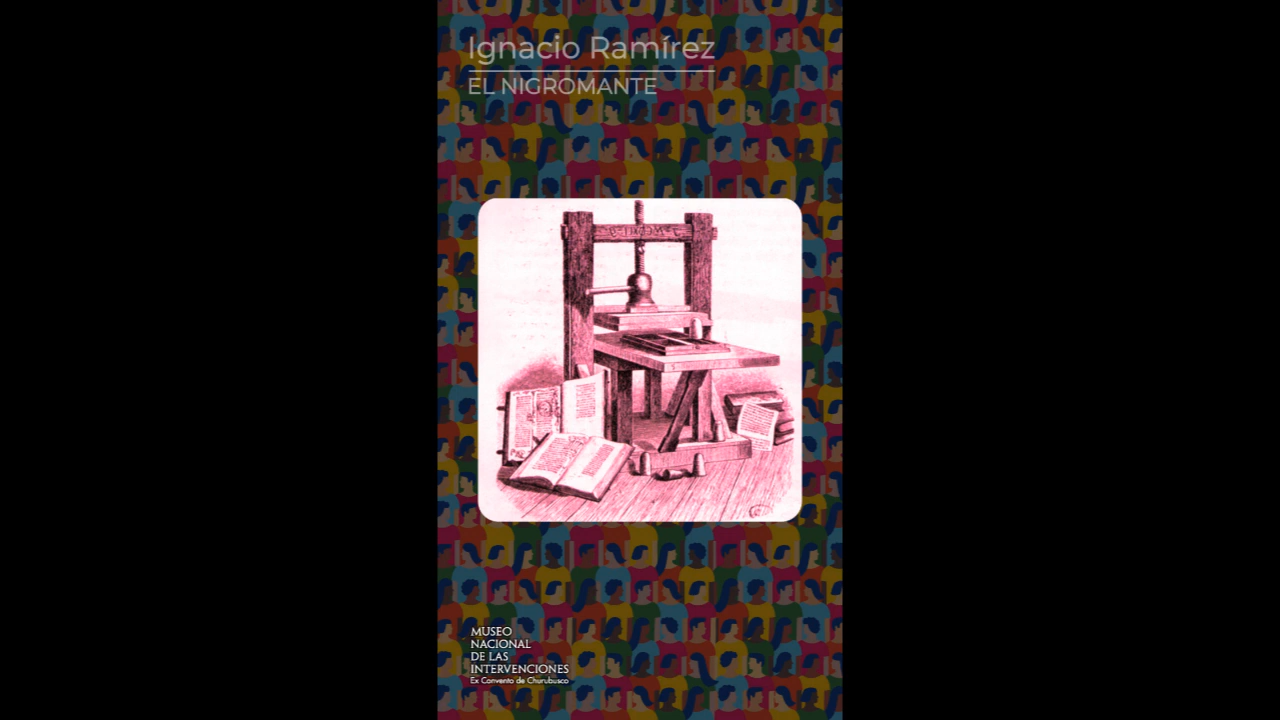 Ignacio Ramírez
EL NIGROMANTE
MUSEO
NACIONAL
DE LAS
INTERVENCIONES
Ex Convento de Churubusco